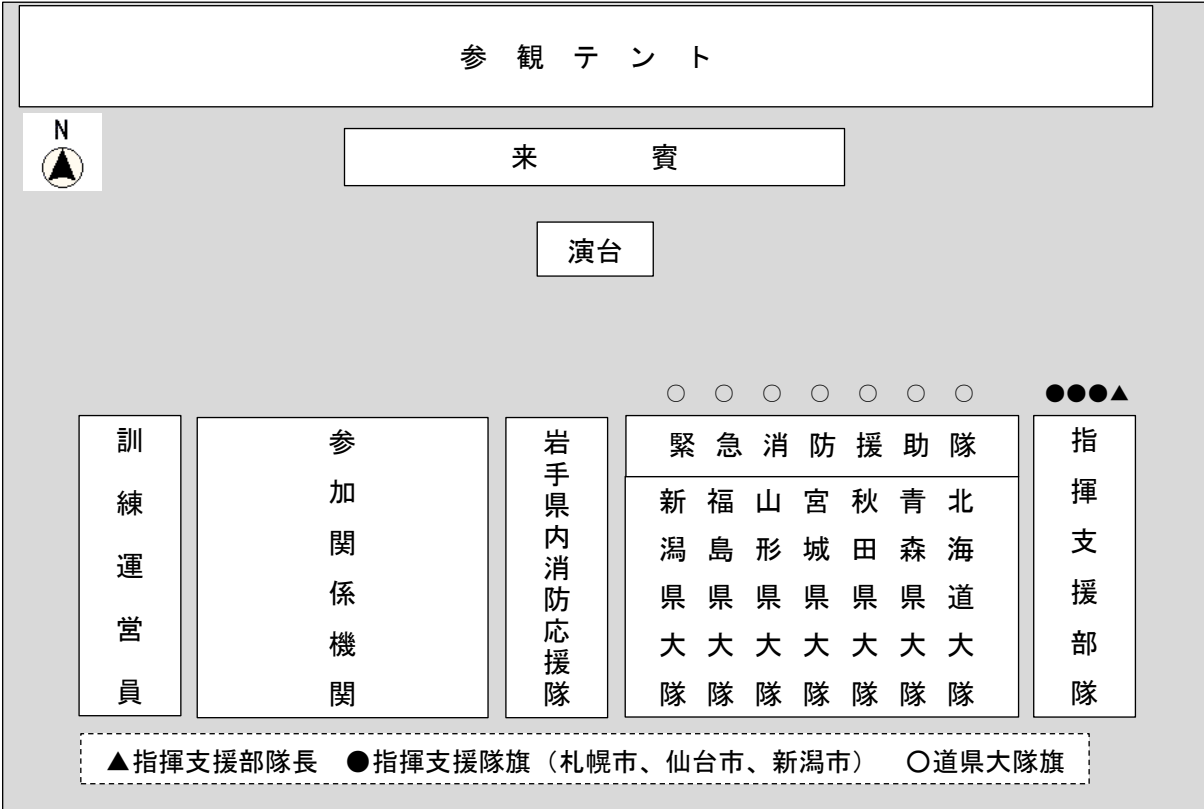 参観テント
N
来賓
演台
○ ○ ○ ○ ○ ○ ○
●●●▲
訓練運営員
参加関係機関
岩手県内消防応援隊
緊急消防援助隊
新潟県大隊
福島県大隊
山形県大隊
宮城県大隊
秋田県大隊
青森県大隊
北海道大隊
指揮支援部隊
▲指揮支援部隊長 ●指揮支援隊旗（札幌市、仙台市、新潟市） ○道県大隊旗